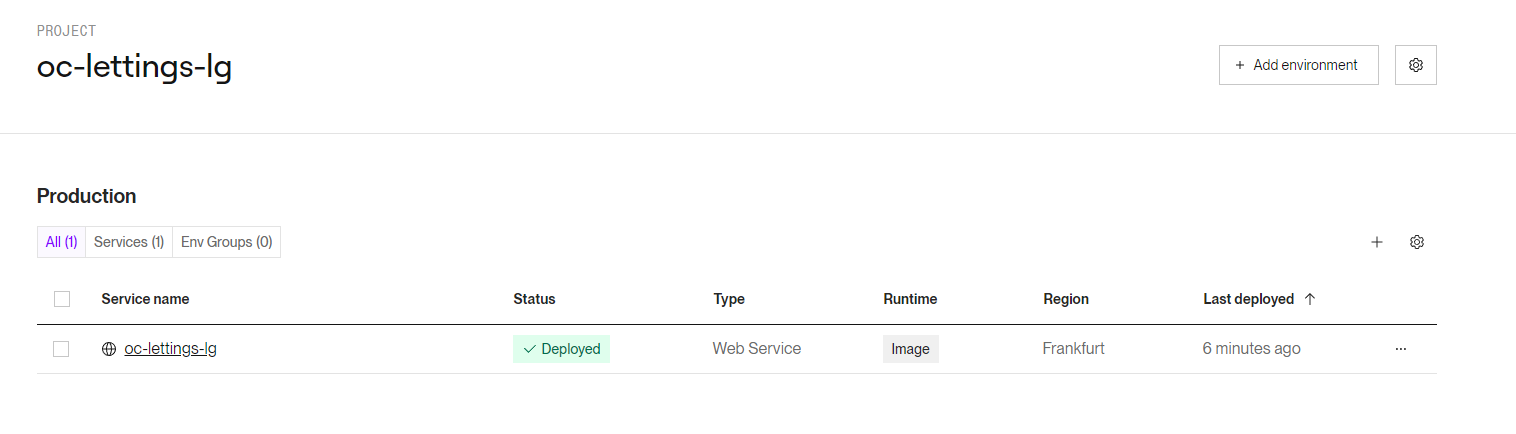 PROJECT
oc-lettings-lg
+ Add environment
Production
All (1) Services (1) Env Groups (0)
Service name Status Type Runtime Region Last deployed ↑
oc-lettings-lg ✓ Deployed Web Service Image Frankfurt 6 minutes ago ...